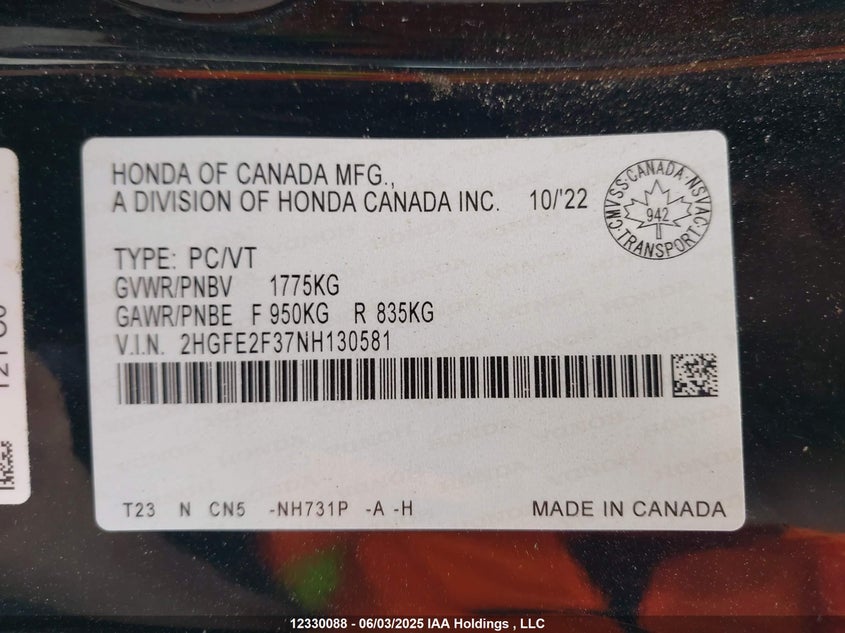 HONDA OF CANADA MFG.,
A DIVISION OF HONDA CANADA INC. 10/'22
CMVSS · CANADA · NSVAC · TRANSPORT
942
TYPE: PC/VT
GVWR/PNBV 1775KG
GAWR/PNBE F 950KG R 835KG
V.I.N. 2HGFE2F37NH130581
T23 N CN5 -NH731P -A -H
MADE IN CANADA
12330088 - 06/03/2025 IAA Holdings , LLC